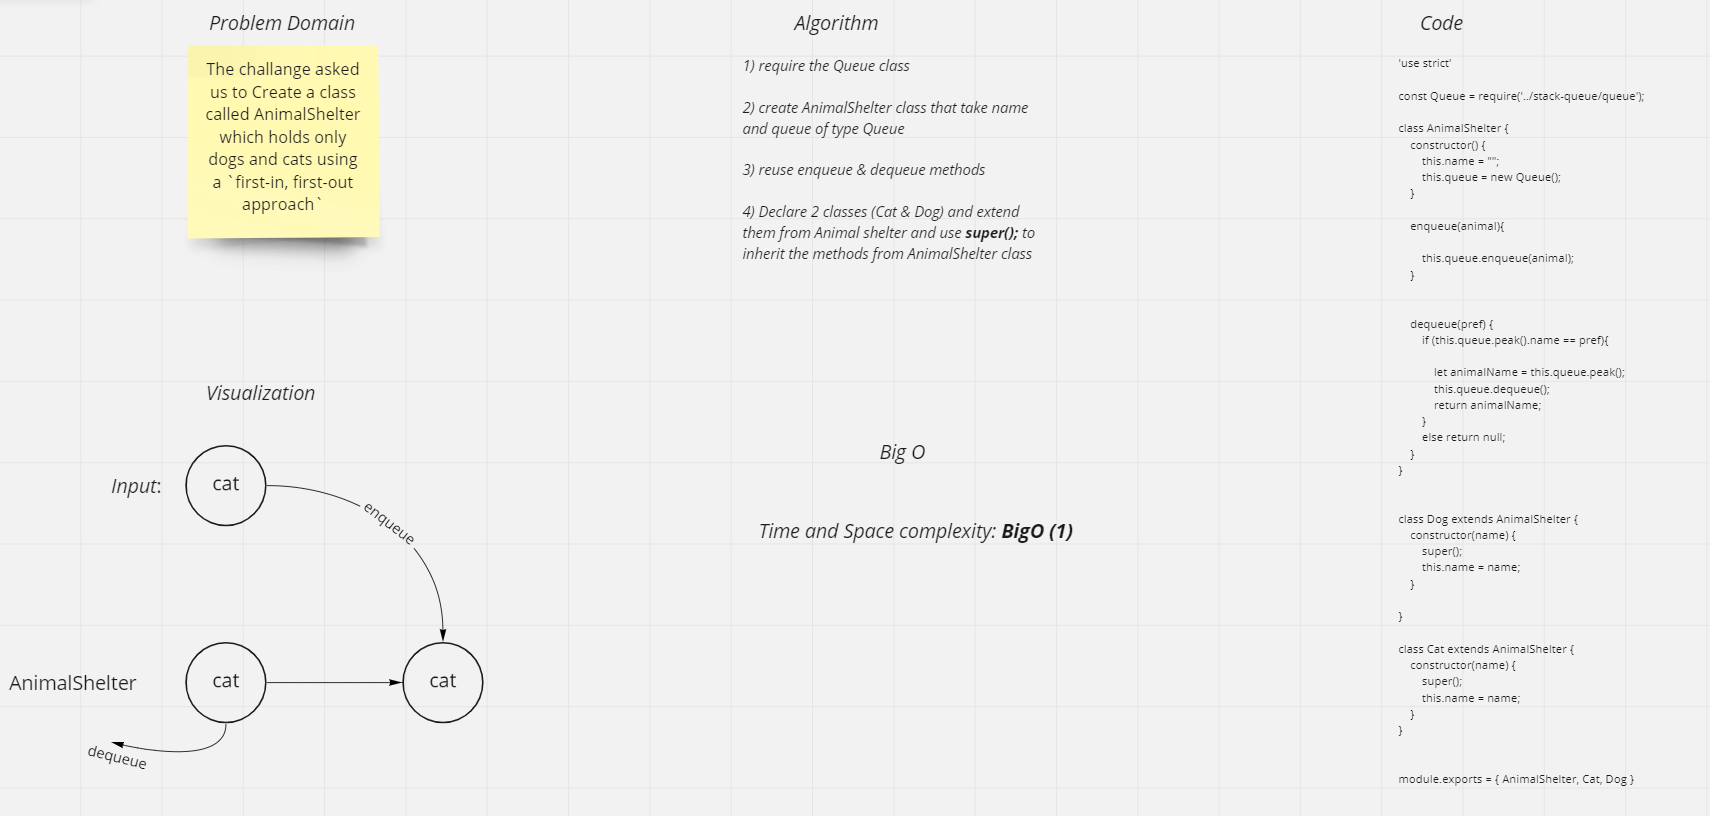 Problem Domain
The challange asked
us to Create a class
called AnimalShelter
which holds only
dogs and cats using
a `first-in, first-out
approach`
Visualization
Input:
cat
enqueue
AnimalShelter
cat
cat
dequeue
Algorithm
1) require the Queue class
2) create AnimalShelter class that take name
and queue of type Queue
3) reuse enqueue & dequeue methods
4) Declare 2 classes (Cat & Dog) and extend
them from Animal shelter and use super(); to
inherit the methods from AnimalShelter class
Big O
Time and Space complexity: BigO (1)
Code
'use strict'
const Queue = require('../stack-queue/queue');
class AnimalShelter {
constructor() {
this.name = "";
this.queue = new Queue();
}
enqueue(animal){
this.queue.enqueue(animal);
}
dequeue(pref) {
if (this.queue.peak().name == pref){
let animalName = this.queue.peak();
this.queue.dequeue();
return animalName;
}
else return null;
}
}
class Dog extends AnimalShelter {
constructor(name) {
super();
this.name = name;
}
}
class Cat extends AnimalShelter {
constructor(name) {
super();
this.name = name;
}
}
module.exports = { AnimalShelter, Cat, Dog }